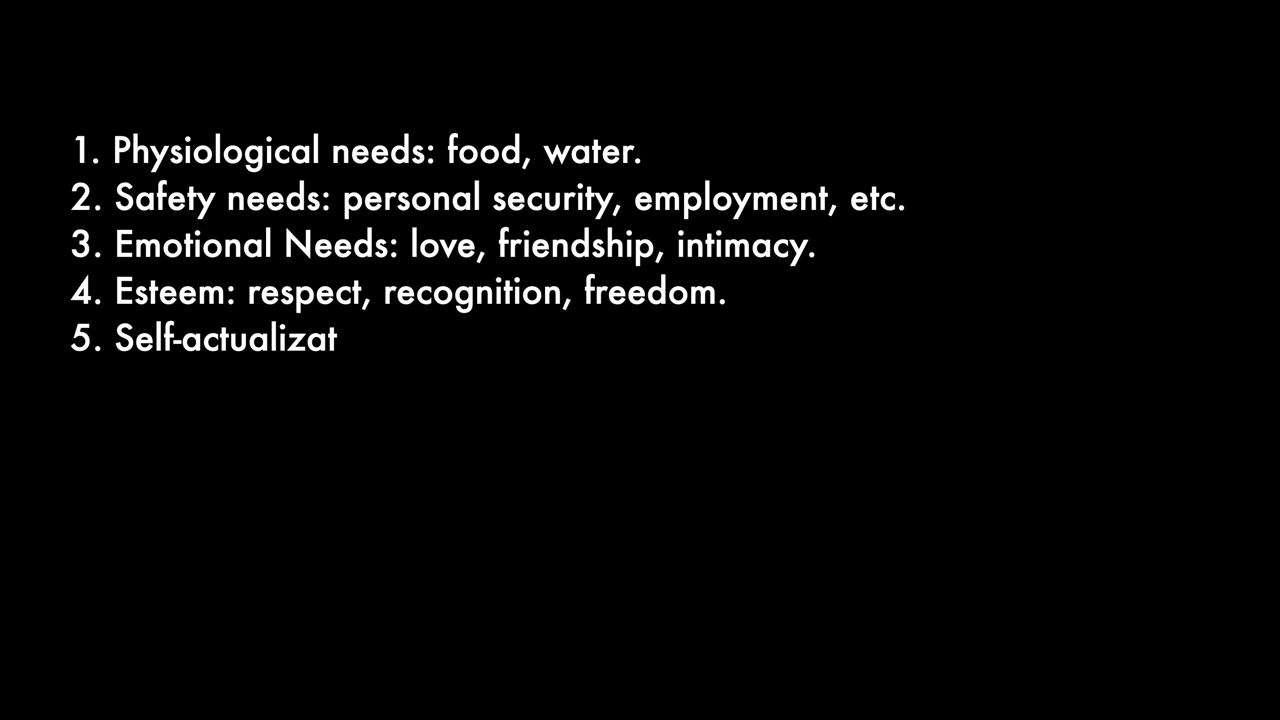 1. Physiological needs: food, water.
2. Safety needs: personal security, employment, etc.
3. Emotional Needs: love, friendship, intimacy.
4. Esteem: respect, recognition, freedom.
5. Self-actualizat